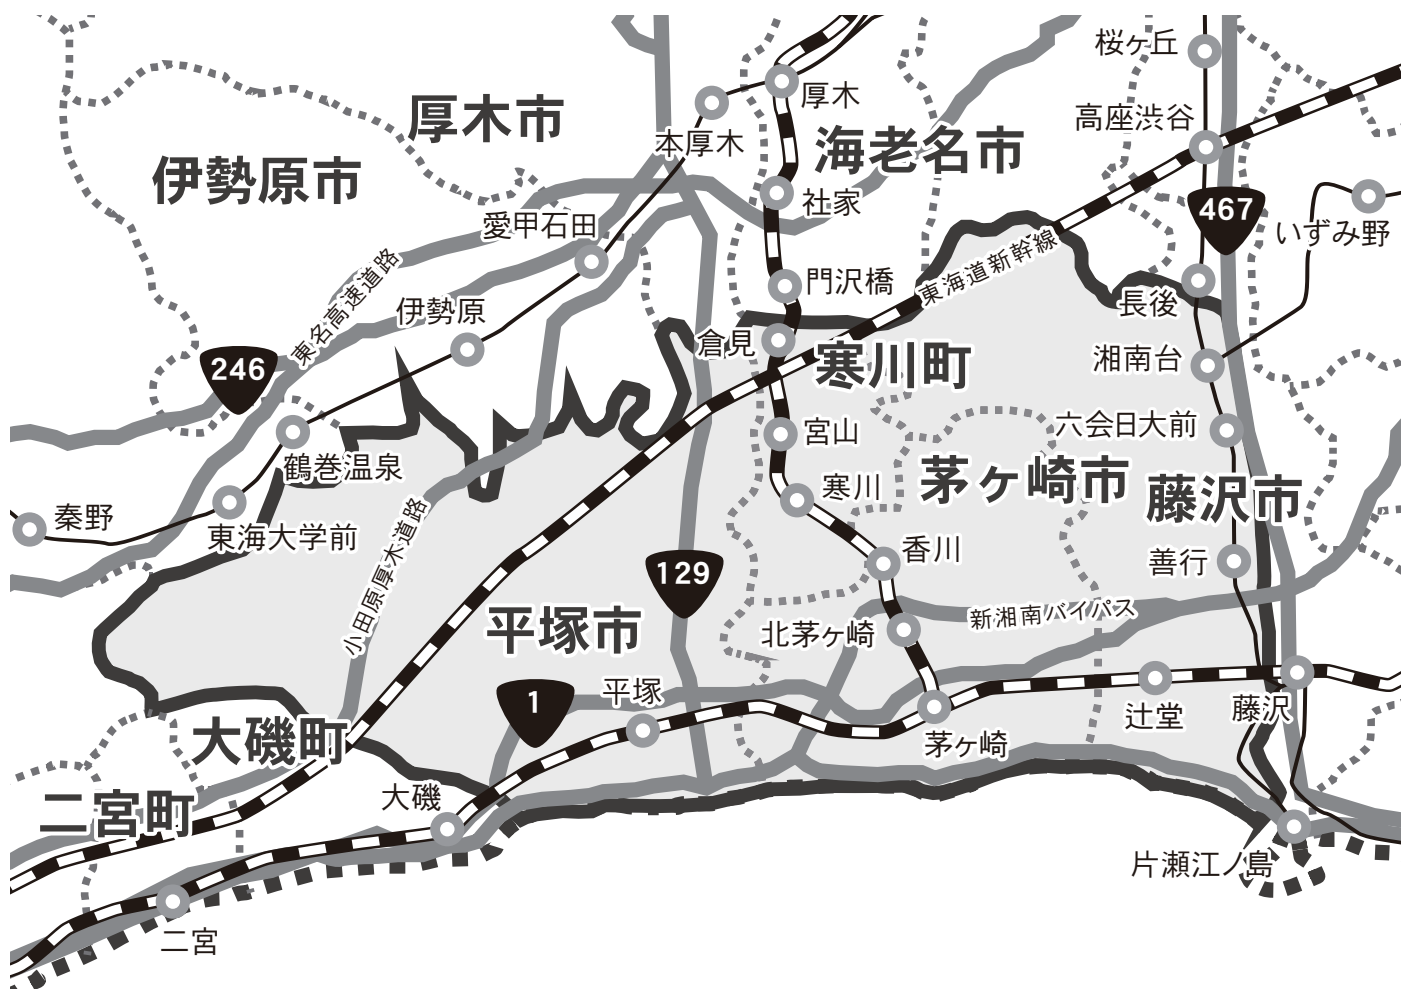 桜ヶ丘
厚木
厚木市
本厚木
高座渋谷
海老名市
伊勢原市
社家
467
愛甲石田
いずみ野
東名高速道路
東海道新幹線
門沢橋
長後
伊勢原
倉見
246
寒川町
湘南台
宮山
六会日大前
鶴巻温泉
寒川
茅ヶ崎市
藤沢市
秦野
東海大学前
香川
善行
小田原厚木道路
129
平塚市
新湘南バイパス
北茅ヶ崎
1
平塚
辻堂
藤沢
大磯町
茅ヶ崎
大磯
二宮町
片瀬江ノ島
二宮